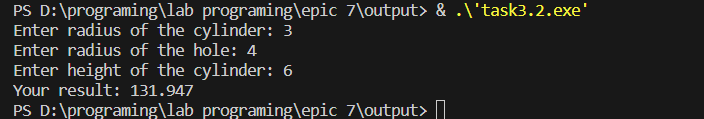 PS D:\programing\lab programing\epic 7\output> & .\'task3.2.exe'
Enter radius of the cylinder: 3
Enter radius of the hole: 4
Enter height of the cylinder: 6
Your result: 131.947
PS D:\programing\lab programing\epic 7\output>